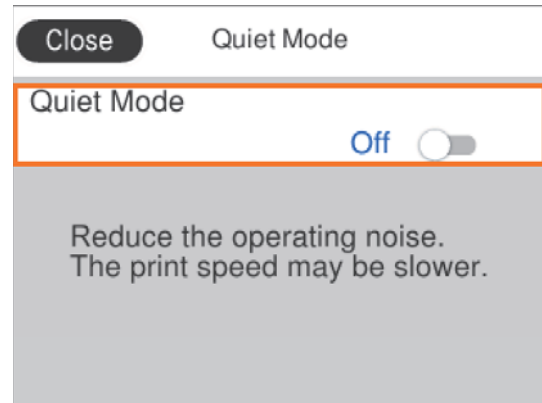 Close Quiet Mode
Quiet Mode
Off
Reduce the operating noise.
The print speed may be slower.